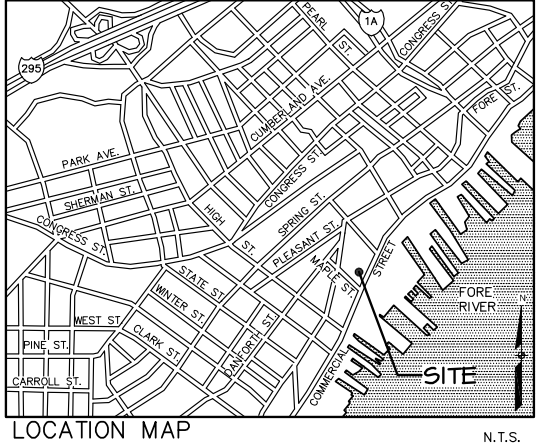 PEARL ST.
1A
CONGRESS ST.
295
FORE ST.
CUMBERLAND AVE.
PARK AVE.
CONGRESS ST.
SHERMAN ST.
HIGH ST.
SPRING ST.
CONGRESS ST.
PLEASANT ST.
STATE ST.
MAPLE ST.
COMMERCIAL STREET
WINTER ST.
FORE
RIVER
N
WEST ST.
DANFORTH ST.
CLARK ST.
PINE ST.
CARROLL ST.
SITE
LOCATION MAP
N.T.S.